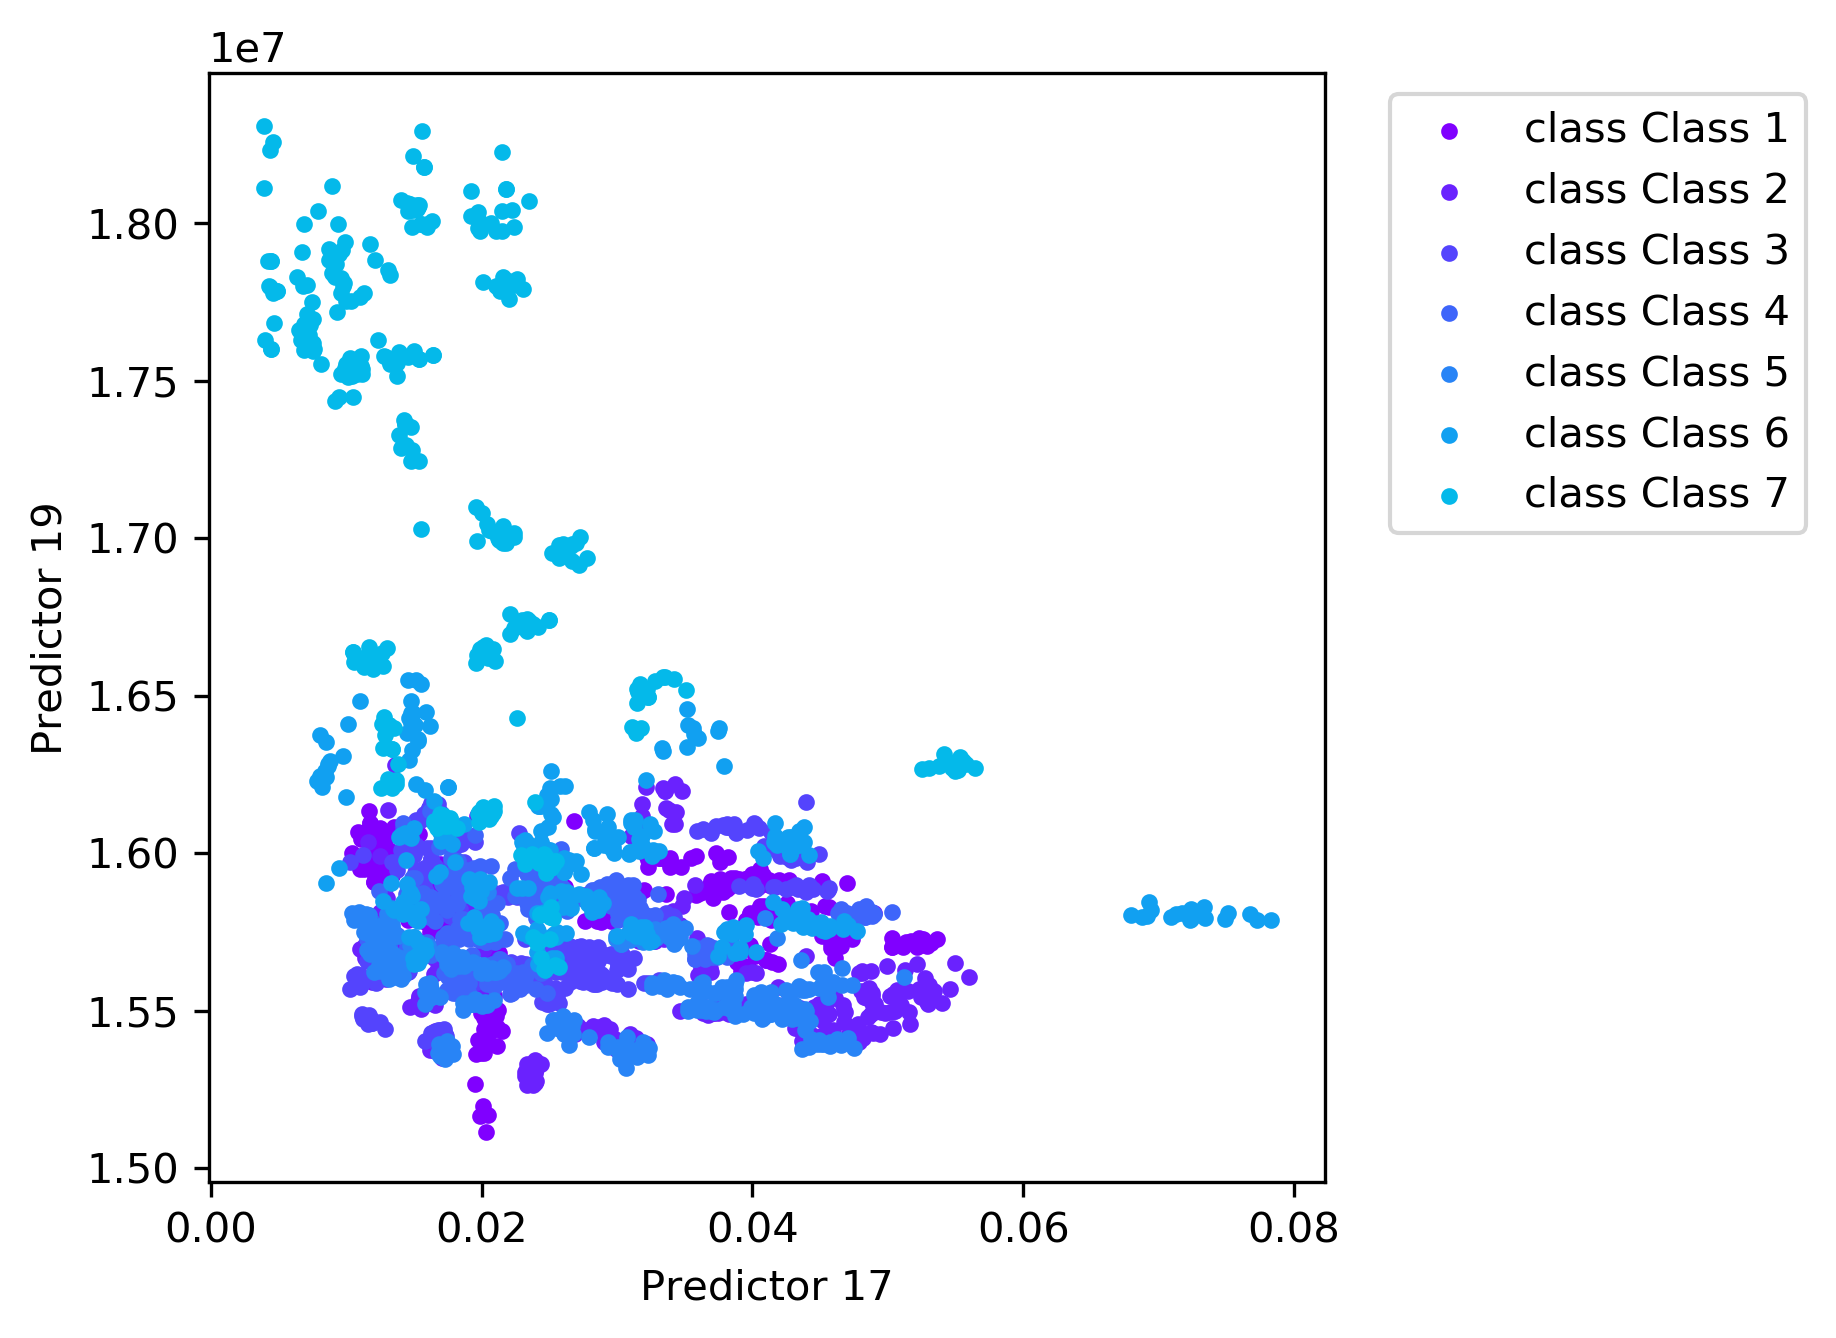 1e7
1.80
1.75
1.70
1.65
1.60
1.55
1.50
Predictor 19
0.00 0.02 0.04 0.06 0.08
Predictor 17
class Class 1
class Class 2
class Class 3
class Class 4
class Class 5
class Class 6
class Class 7